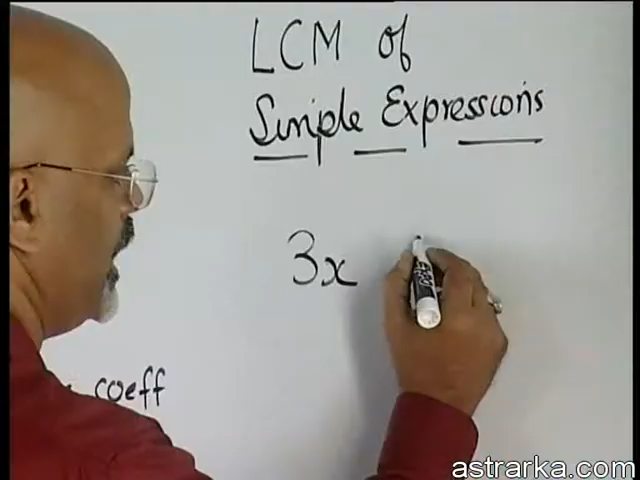 LCM of
Simple Expressions
3x
coeff
astrarka.com